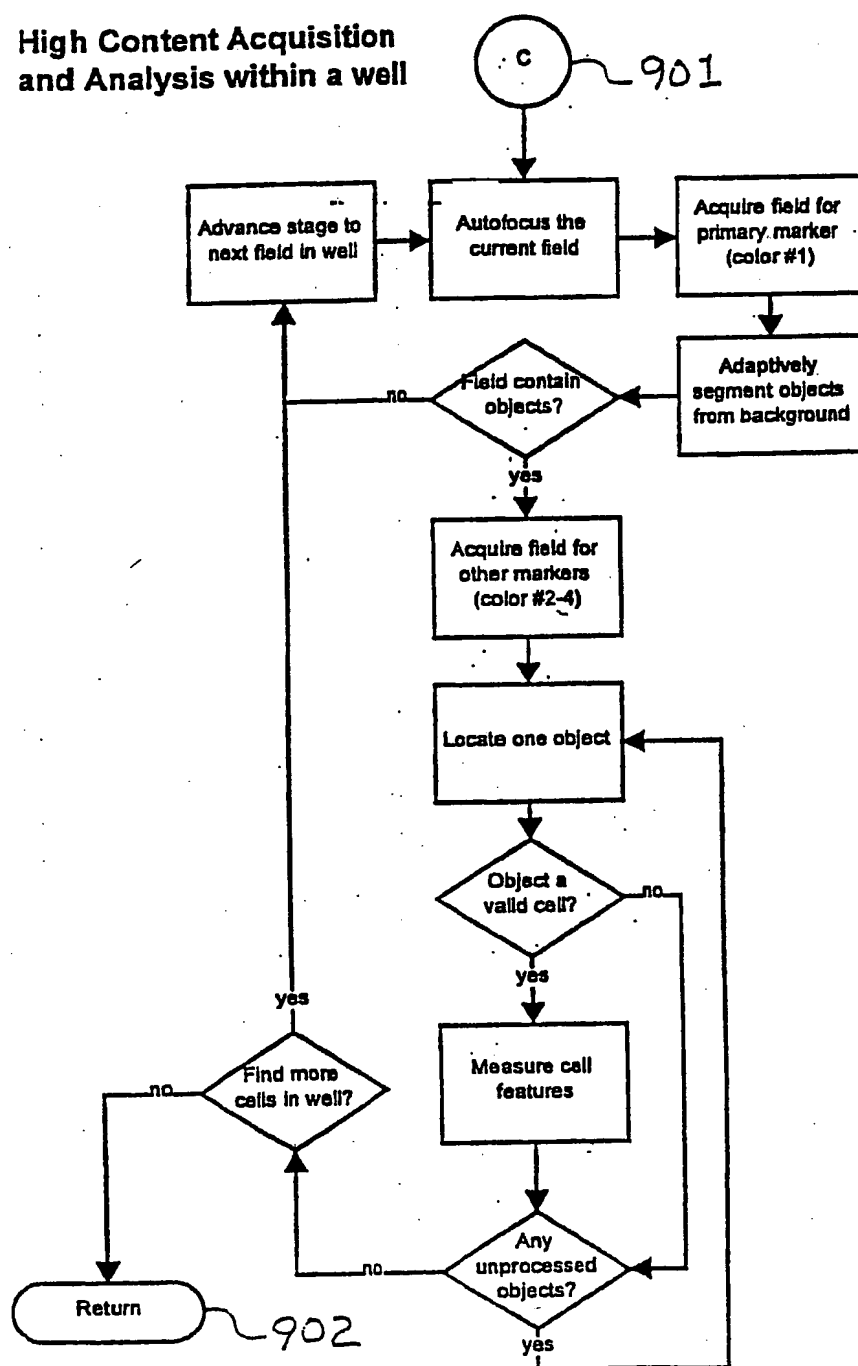 High Content Acquisition
and Analysis within a well
C
901
Advance stage to
next field in well
Autofocus the
current field
Acquire field for
primary marker
(color #1)
Adaptively
segment objects
from background
Field contain
objects?
no
yes
Acquire field for
other markers
(color #2-4)
Locate one object
Object a
valid cell?
no
yes
Measure cell
features
yes
Find more
cells in well?
no
Any
unprocessed
objects?
no
yes
Return
902